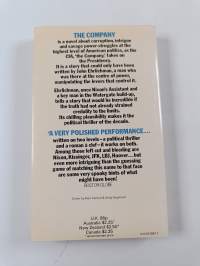 THE COMPANY
is a novel about corruption, intrigue
and savage power-struggles at the
highest level of American politics, as the
CIA, 'the Company', takes on
the Presidency.
It is a story that could only have been
written by John Ehrlichman, a man who
was there at the centre of power,
manipulating the levers that control it.
Ehrlichman, once Nixon's Assistant and
a key man in the Watergate build-up,
tells a story that would be incredible if
the truth had not already strained
credulity to the limits.
Its chilling plausibility makes it the
political thriller of the decade.
'A VERY POLISHED PERFORMANCE...
written on two levels – a political thriller
and a roman à clef – it works on both.
Among those left cut and bleeding are
Nixon, Kissinger, JFK, LBJ, Hoover... but
even more intriguing than the guessing
game of matching this name to that face
are some very spooky hints of what
might have been!'
BOSTON GLOBE
U.K. 95p
Australia $2.95*
New Zealand $2.95*
Canada $2.25